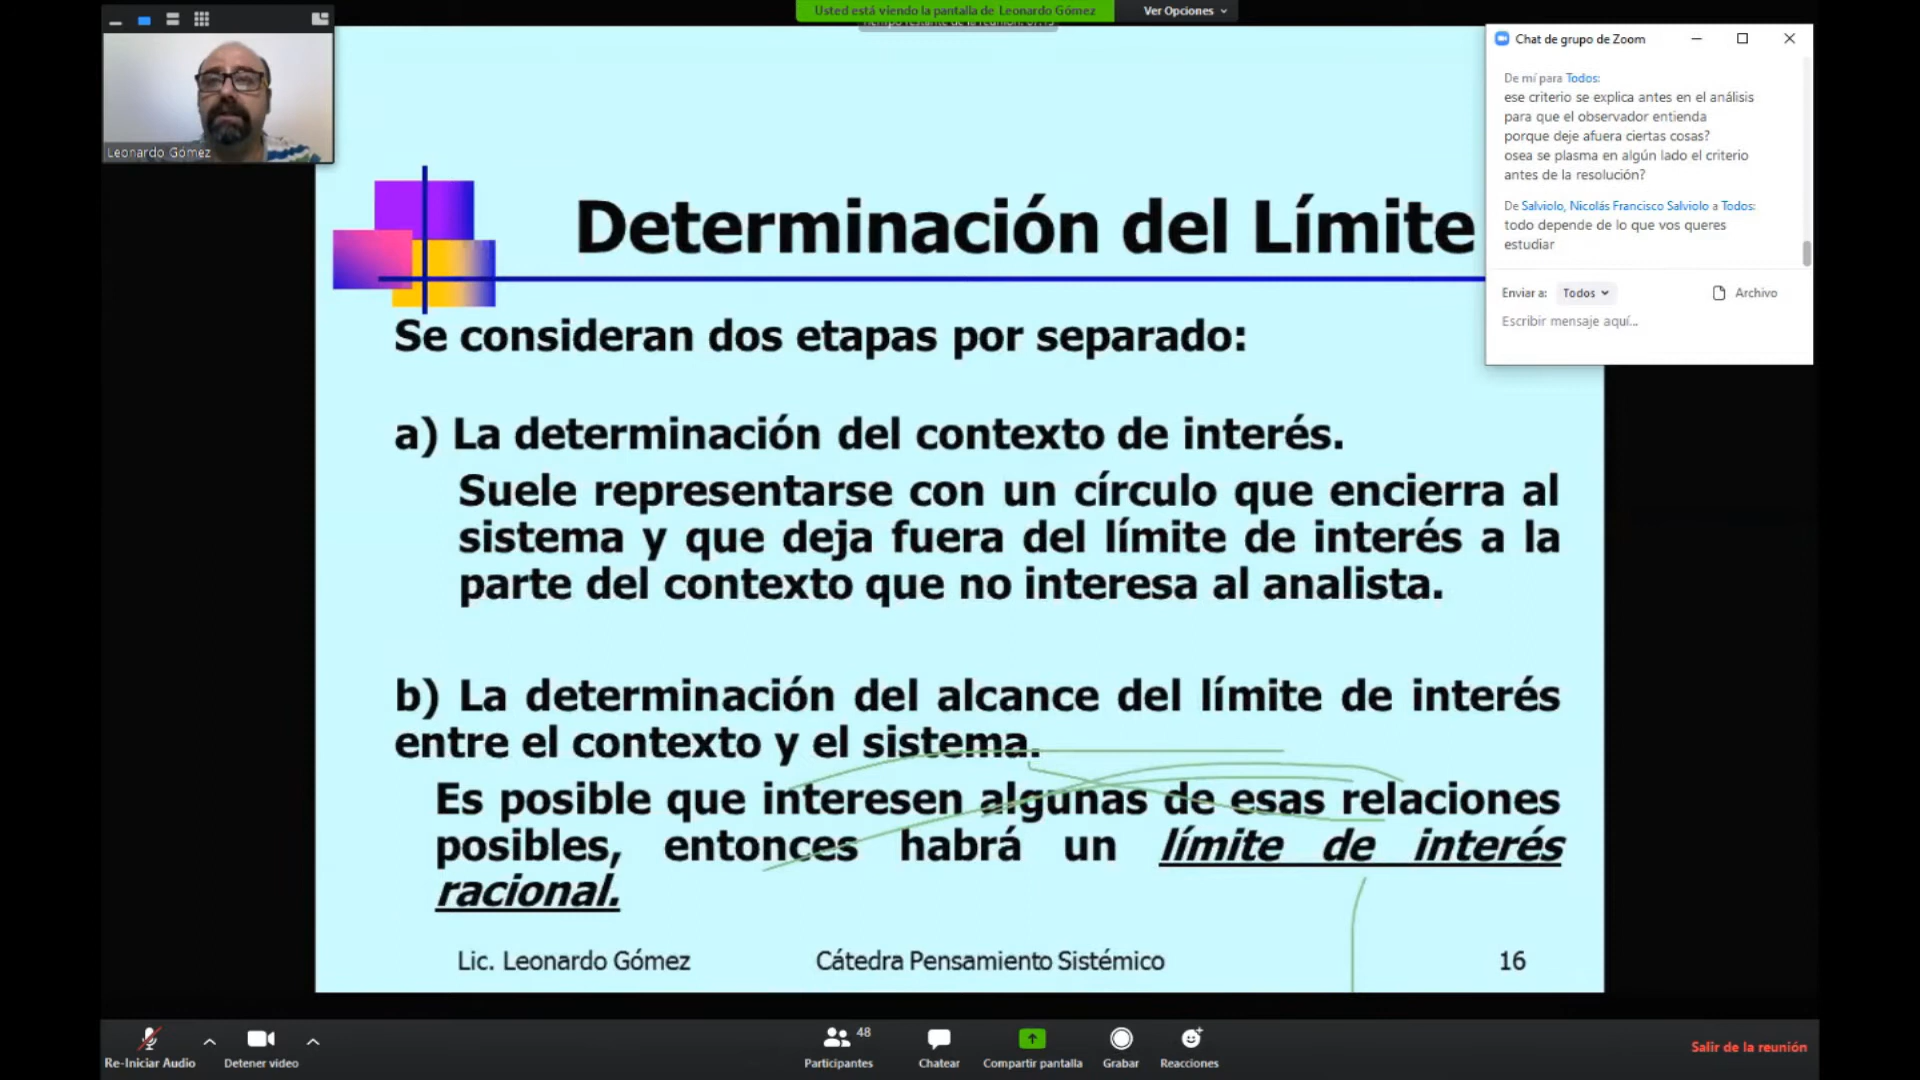 Usted está viendo la pantalla de Leonardo Gómez
Ver Opciones
Tiempo restante de la reunión:
Leonardo Gómez
Chat de grupo de Zoom
De mí para Todos:
ese criterio se explica antes en el análisis
para que el observador entienda
porque deje afuera ciertas cosas?
osea se plasma en algún lado el criterio
antes de la resolución?
De Salviolo, Nicolás Francisco Salviolo a Todos:
todo depende de lo que vos queres
estudiar
Enviar a: Todos
Archivo
Escribir mensaje aquí...
Determinación del Límite
Se consideran dos etapas por separado:
a) La determinación del contexto de interés.
Suele representarse con un círculo que encierra al
sistema y que deja fuera del límite de interés a la
parte del contexto que no interesa al analista.
b) La determinación del alcance del límite de interés
entre el contexto y el sistema.
Es posible que interesen algunas de esas relaciones
posibles, entonces habrá un límite de interés
racional.
Lic. Leonardo Gómez
Cátedra Pensamiento Sistémico
16
Re-Iniciar Audio
Detener video
48
Participantes
Chatear
Compartir pantalla
Grabar
Reacciones
Salir de la reunión